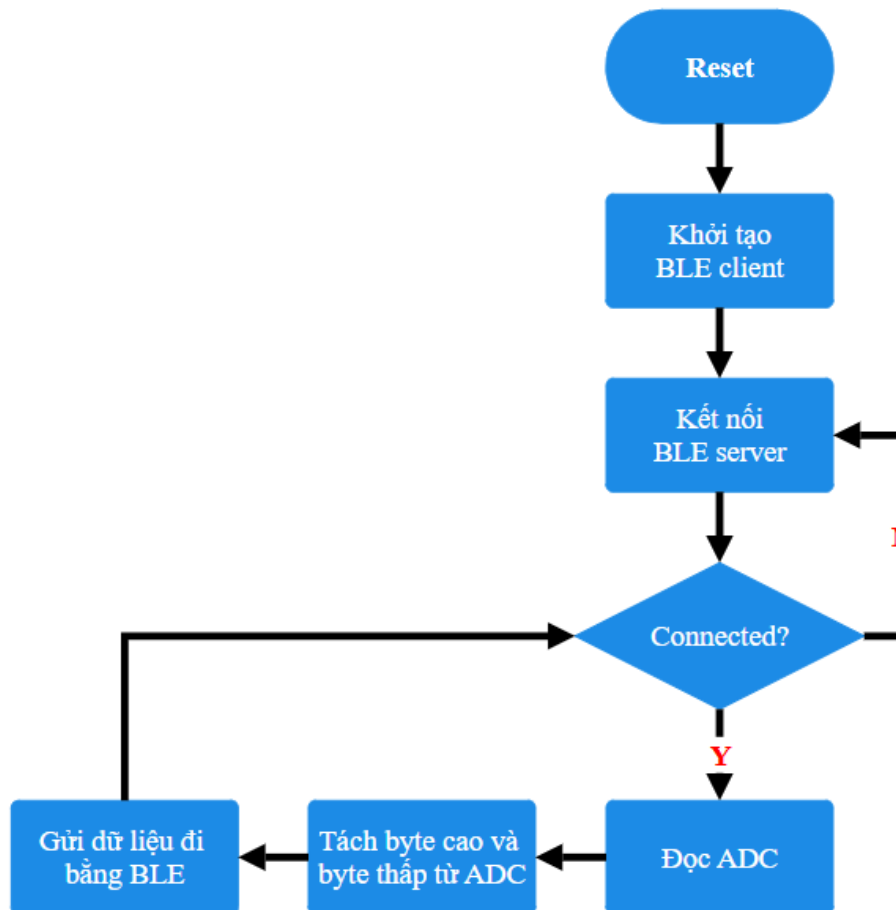 Reset
Khởi tạo
BLE client
Kết nối
BLE server
Connected?
Y
Gửi dữ liệu đi
bằng BLE
Tách byte cao và
byte thấp từ ADC
Đọc ADC